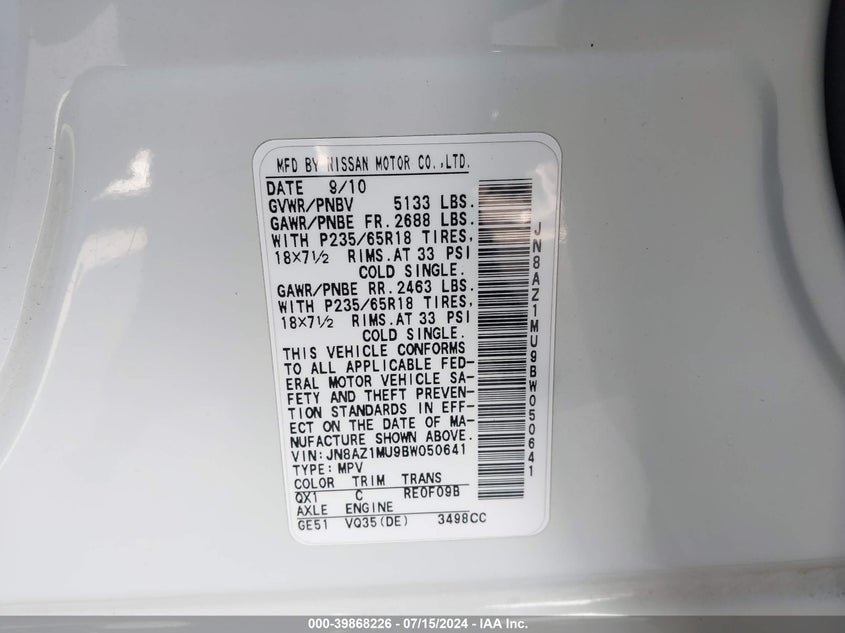 MFD BY NISSAN MOTOR CO.,LTD.
DATE 9/10
GVWR/PNBV 5133 LBS.
GAWR/PNBE FR. 2688 LBS.
WITH P235/65R18 TIRES,
18×7½ RIMS.AT 33 PSI
COLD SINGLE.
GAWR/PNBE RR. 2463 LBS.
WITH P235/65R18 TIRES,
18×7½ RIMS.AT 33 PSI
COLD SINGLE.
THIS VEHICLE CONFORMS
TO ALL APPLICABLE FED-
ERAL MOTOR VEHICLE SA-
FETY AND THEFT PREVEN-
TION STANDARDS IN EFF-
ECT ON THE DATE OF MA-
NUFACTURE SHOWN ABOVE.
VIN:JN8AZ1MU9BW050641
TYPE:MPV
COLOR TRIM TRANS
QX1 C RE0F09B
AXLE ENGINE
GE51 VQ35(DE) 3498CC
JN8AZ1MU9BW050641
000-39868226 - 07/15/2024 - IAA Inc.